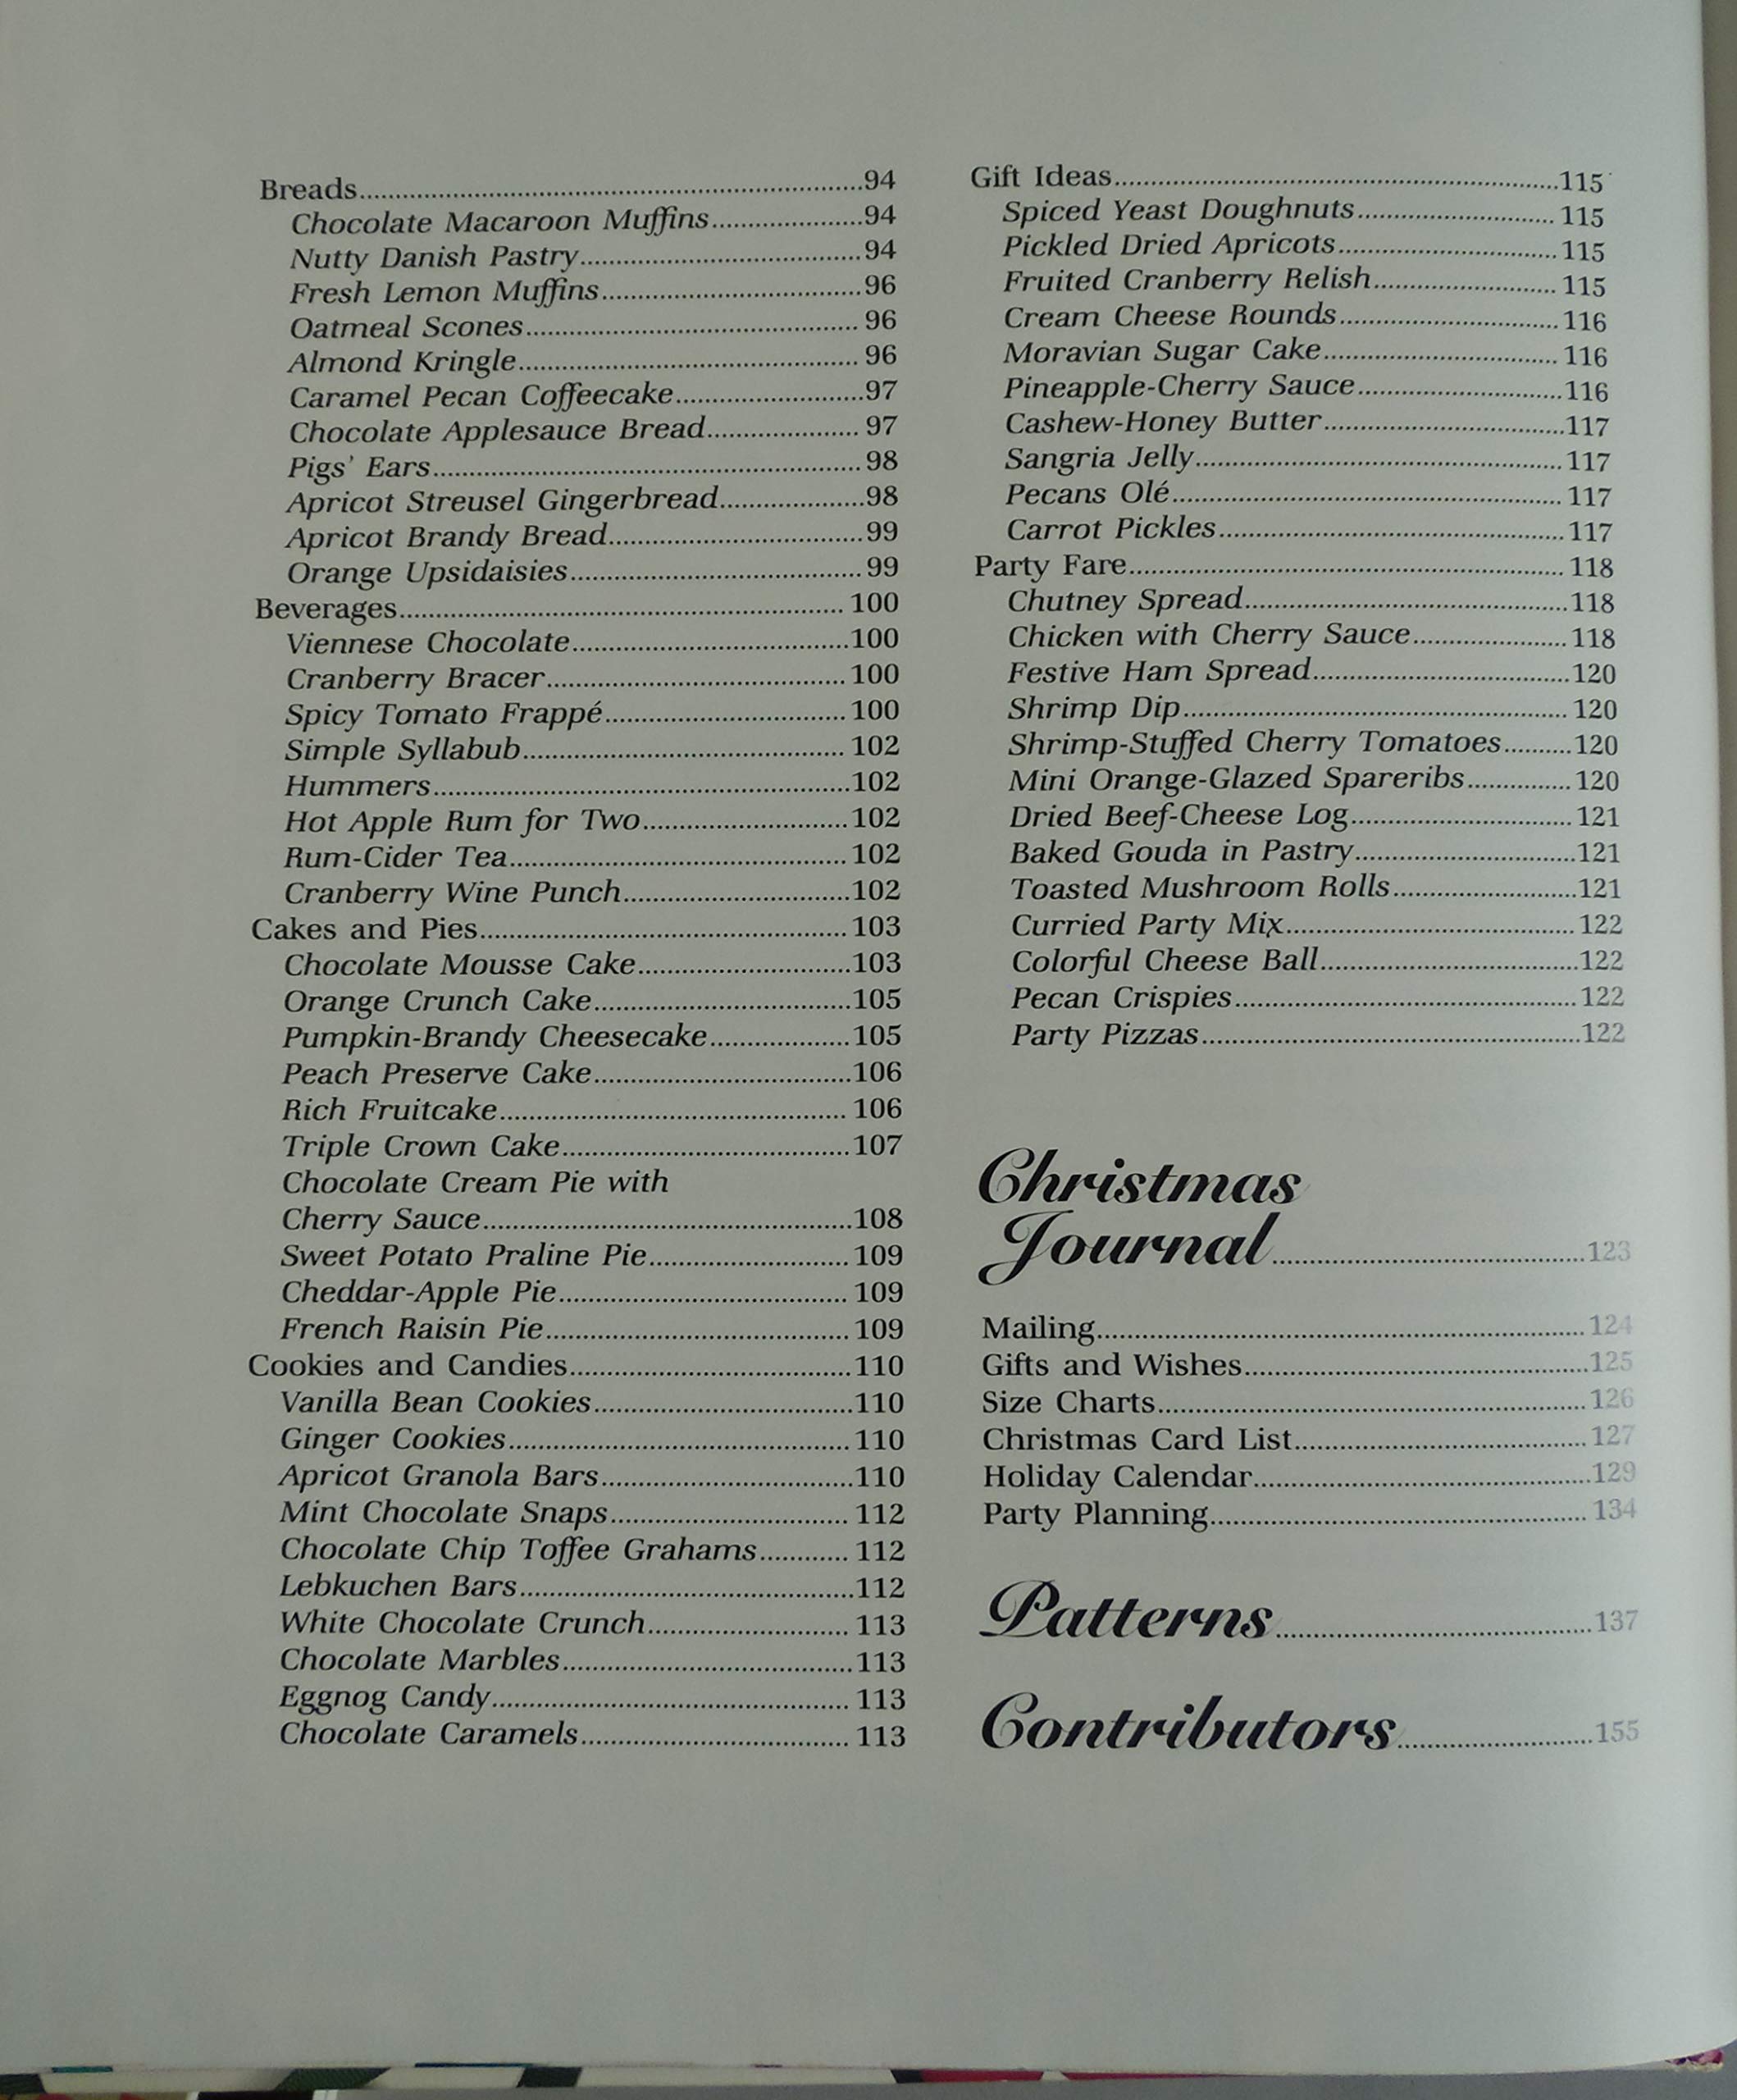 Breads 94
Chocolate Macaroon Muffins 94
Nutty Danish Pastry 94
Fresh Lemon Muffins 96
Oatmeal Scones 96
Almond Kringle 96
Caramel Pecan Coffeecake 97
Chocolate Applesauce Bread 97
Pigs' Ears 98
Apricot Streusel Gingerbread 98
Apricot Brandy Bread 99
Orange Upsidaisies 99
Beverages 100
Viennese Chocolate 100
Cranberry Bracer 100
Spicy Tomato Frappé 100
Simple Syllabub 102
Hummers 102
Hot Apple Rum for Two 102
Rum-Cider Tea 102
Cranberry Wine Punch 102
Cakes and Pies 103
Chocolate Mousse Cake 103
Orange Crunch Cake 105
Pumpkin-Brandy Cheesecake 105
Peach Preserve Cake 106
Rich Fruitcake 106
Triple Crown Cake 107
Chocolate Cream Pie with
Cherry Sauce 108
Sweet Potato Praline Pie 109
Cheddar-Apple Pie 109
French Raisin Pie 109
Cookies and Candies 110
Vanilla Bean Cookies 110
Ginger Cookies 110
Apricot Granola Bars 110
Mint Chocolate Snaps 112
Chocolate Chip Toffee Grahams 112
Lebkuchen Bars 112
White Chocolate Crunch 113
Chocolate Marbles 113
Eggnog Candy 113
Chocolate Caramels 113
Gift Ideas 115
Spiced Yeast Doughnuts 115
Pickled Dried Apricots 115
Fruited Cranberry Relish 115
Cream Cheese Rounds 116
Moravian Sugar Cake 116
Pineapple-Cherry Sauce 116
Cashew-Honey Butter 117
Sangria Jelly 117
Pecans Olé 117
Carrot Pickles 117
Party Fare 118
Chutney Spread 118
Chicken with Cherry Sauce 118
Festive Ham Spread 120
Shrimp Dip 120
Shrimp-Stuffed Cherry Tomatoes 120
Mini Orange-Glazed Spareribs 120
Dried Beef-Cheese Log 121
Baked Gouda in Pastry 121
Toasted Mushroom Rolls 121
Curried Party Mix 122
Colorful Cheese Ball 122
Pecan Crispies 122
Party Pizzas 122
Christmas
Journal 123
Mailing 124
Gifts and Wishes 125
Size Charts 126
Christmas Card List 127
Holiday Calendar 129
Party Planning 134
Patterns 137
Contributors 155